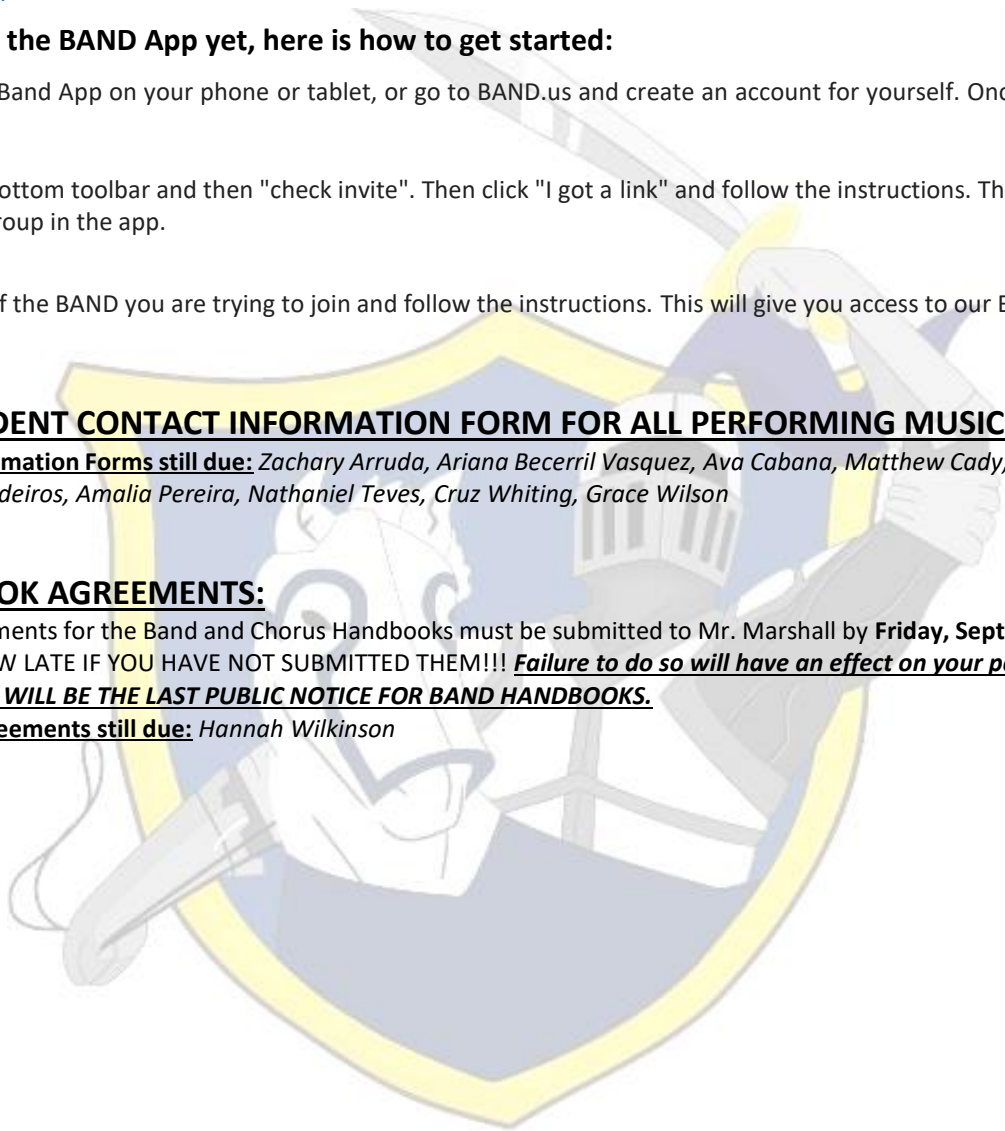 the BAND App yet, here is how to get started:
Band App on your phone or tablet, or go to BAND.us and create an account for yourself. Onc
ottom toolbar and then "check invite". Then click "I got a link" and follow the instructions. Th
roup in the app.
f the BAND you are trying to join and follow the instructions. This will give you access to our B
DENT CONTACT INFORMATION FORM FOR ALL PERFORMING MUSIC
mation Forms still due: Zachary Arruda, Ariana Becerril Vasquez, Ava Cabana, Matthew Cady,
deiros, Amalia Pereira, Nathaniel Teves, Cruz Whiting, Grace Wilson
OK AGREEMENTS:
ments for the Band and Chorus Handbooks must be submitted to Mr. Marshall by Friday, Sept
W LATE IF YOU HAVE NOT SUBMITTED THEM!!! Failure to do so will have an effect on your pa
WILL BE THE LAST PUBLIC NOTICE FOR BAND HANDBOOKS.
eements still due: Hannah Wilkinson